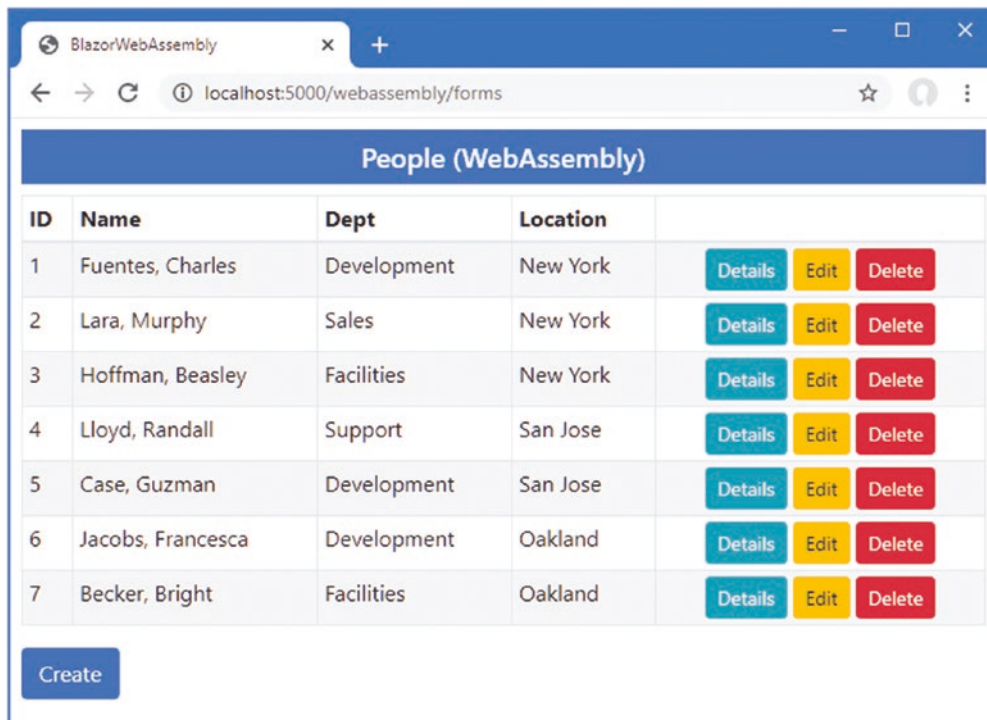 BlazorWebAssembly
localhost:5000/webassembly/forms
People (WebAssembly)
ID Name Dept Location
1 Fuentes, Charles Development New York Details Edit Delete
2 Lara, Murphy Sales New York Details Edit Delete
3 Hoffman, Beasley Facilities New York Details Edit Delete
4 Lloyd, Randall Support San Jose Details Edit Delete
5 Case, Guzman Development San Jose Details Edit Delete
6 Jacobs, Francesca Development Oakland Details Edit Delete
7 Becker, Bright Facilities Oakland Details Edit Delete
Create